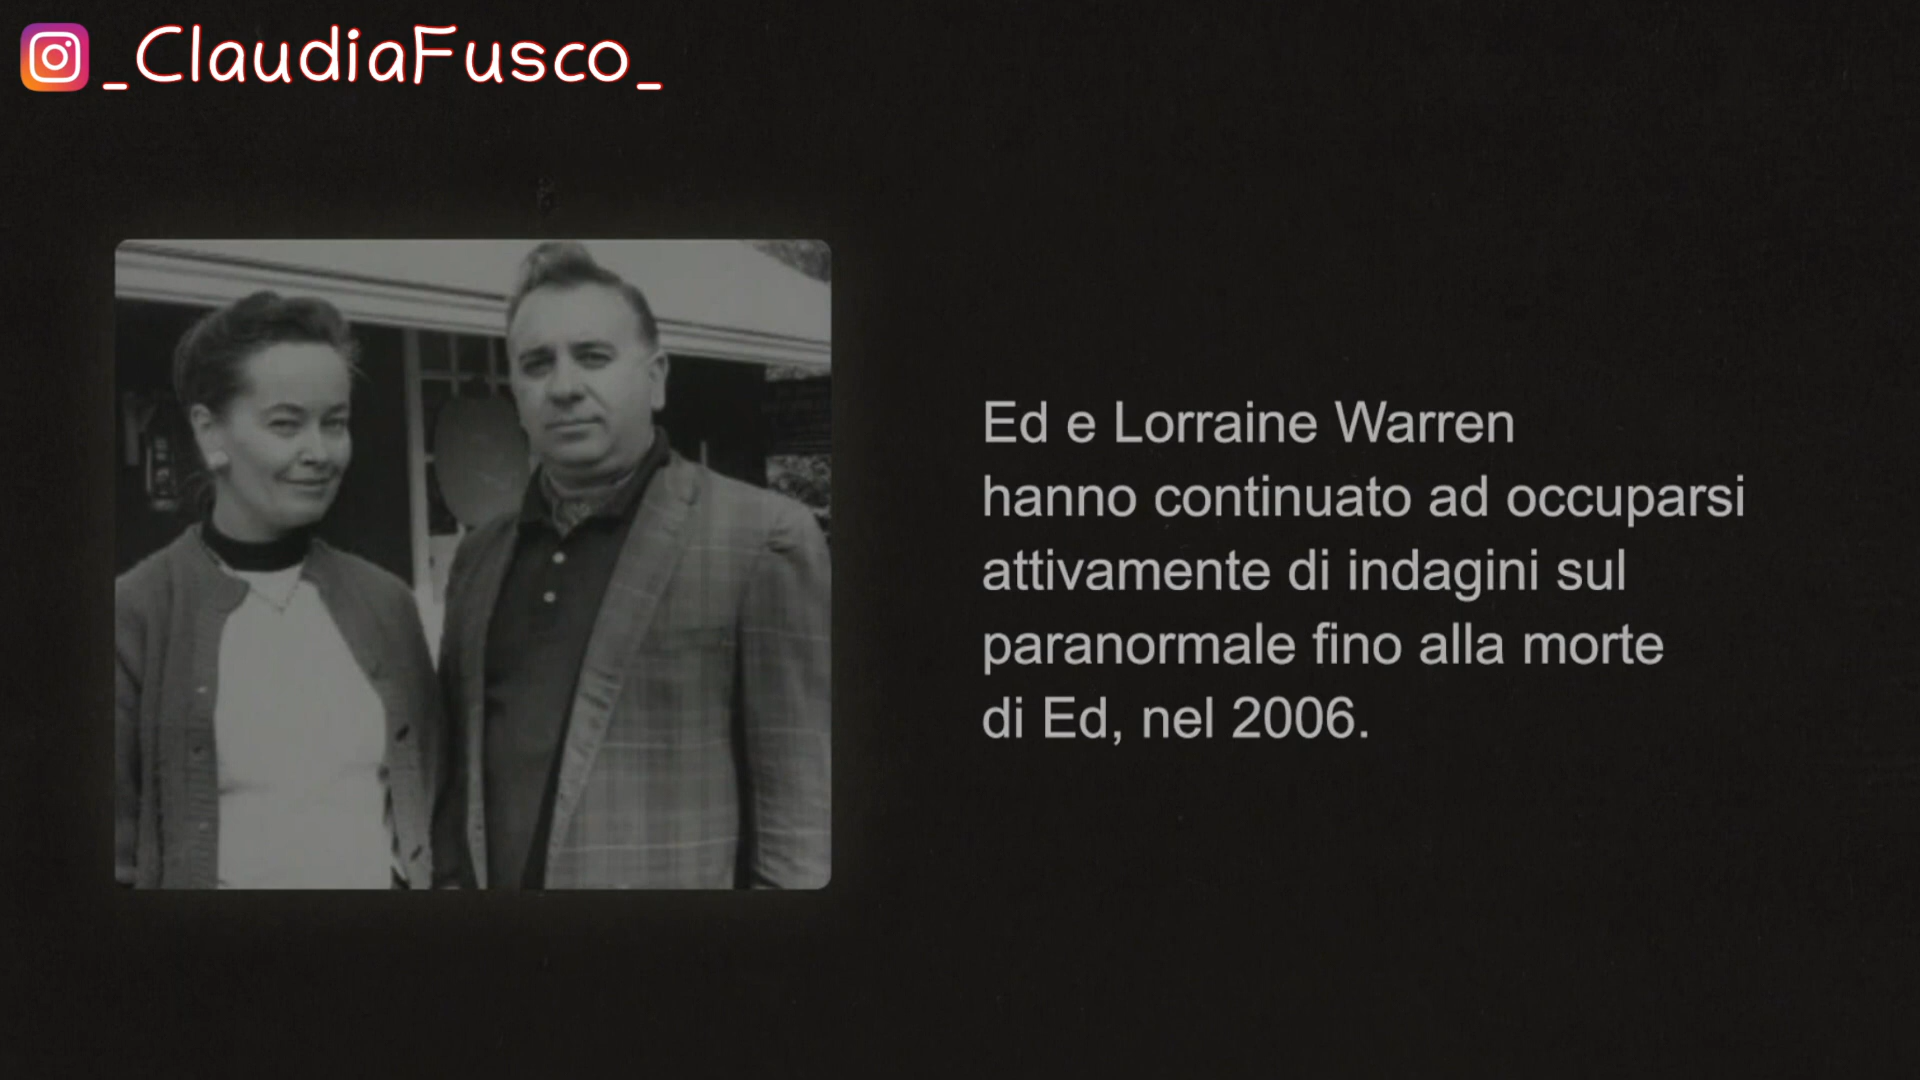 _ClaudiaFusco_
Ed e Lorraine Warren
hanno continuato ad occuparsi
attivamente di indagini sul
paranormale fino alla morte
di Ed, nel 2006.